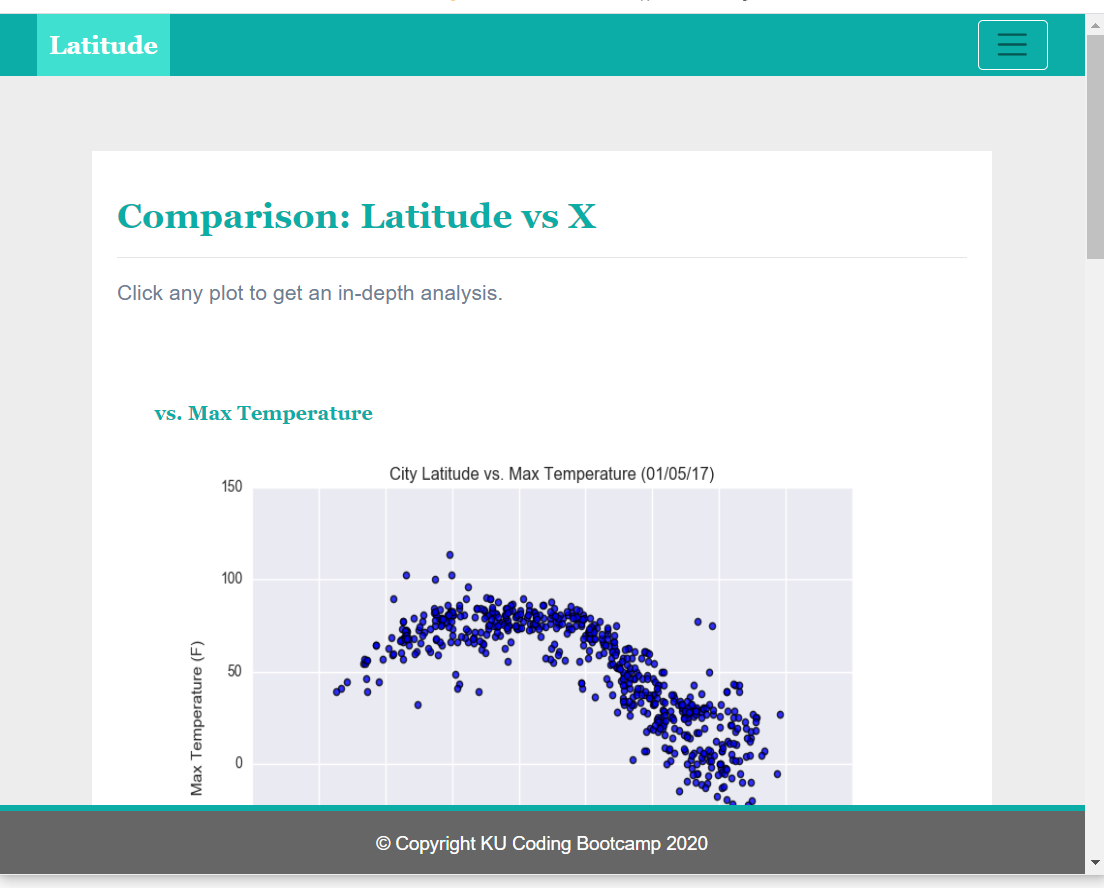 Latitude
Comparison: Latitude vs X
Click any plot to get an in-depth analysis.
vs. Max Temperature
City Latitude vs. Max Temperature (01/05/17)
150
100
50
0
Max Temperature (F)
© Copyright KU Coding Bootcamp 2020